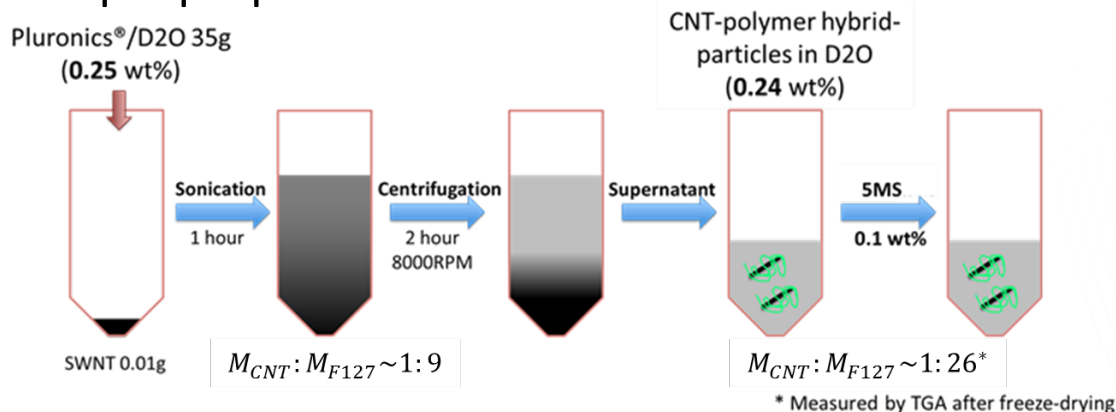 Pluronics®/D2O 35g
(0.25 wt%)
CNT-polymer hybrid-
particles in D2O
(0.24 wt%)
Sonication
1 hour
Centrifugation
2 hour
8000RPM
Supernatant
5MS
0.1 wt%
SWNT 0.01g
M_CNT : M_F127 ~1: 9
M_CNT : M_F127 ~1: 26*
* Measured by TGA after freeze-drying